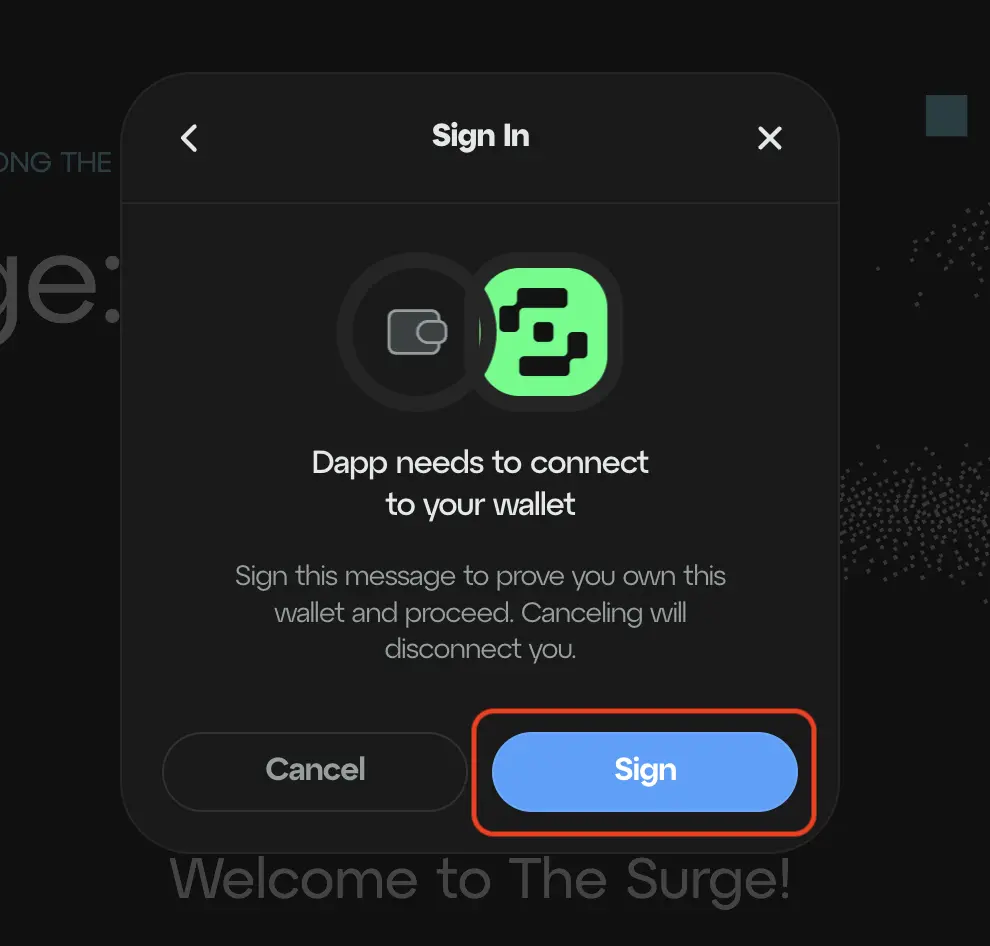 Sign In
ONG THE
ge:
Dapp needs to connect
to your wallet
Sign this message to prove you own this
wallet and proceed. Canceling will
disconnect you.
Cancel
Sign
Welcome to The Surge!